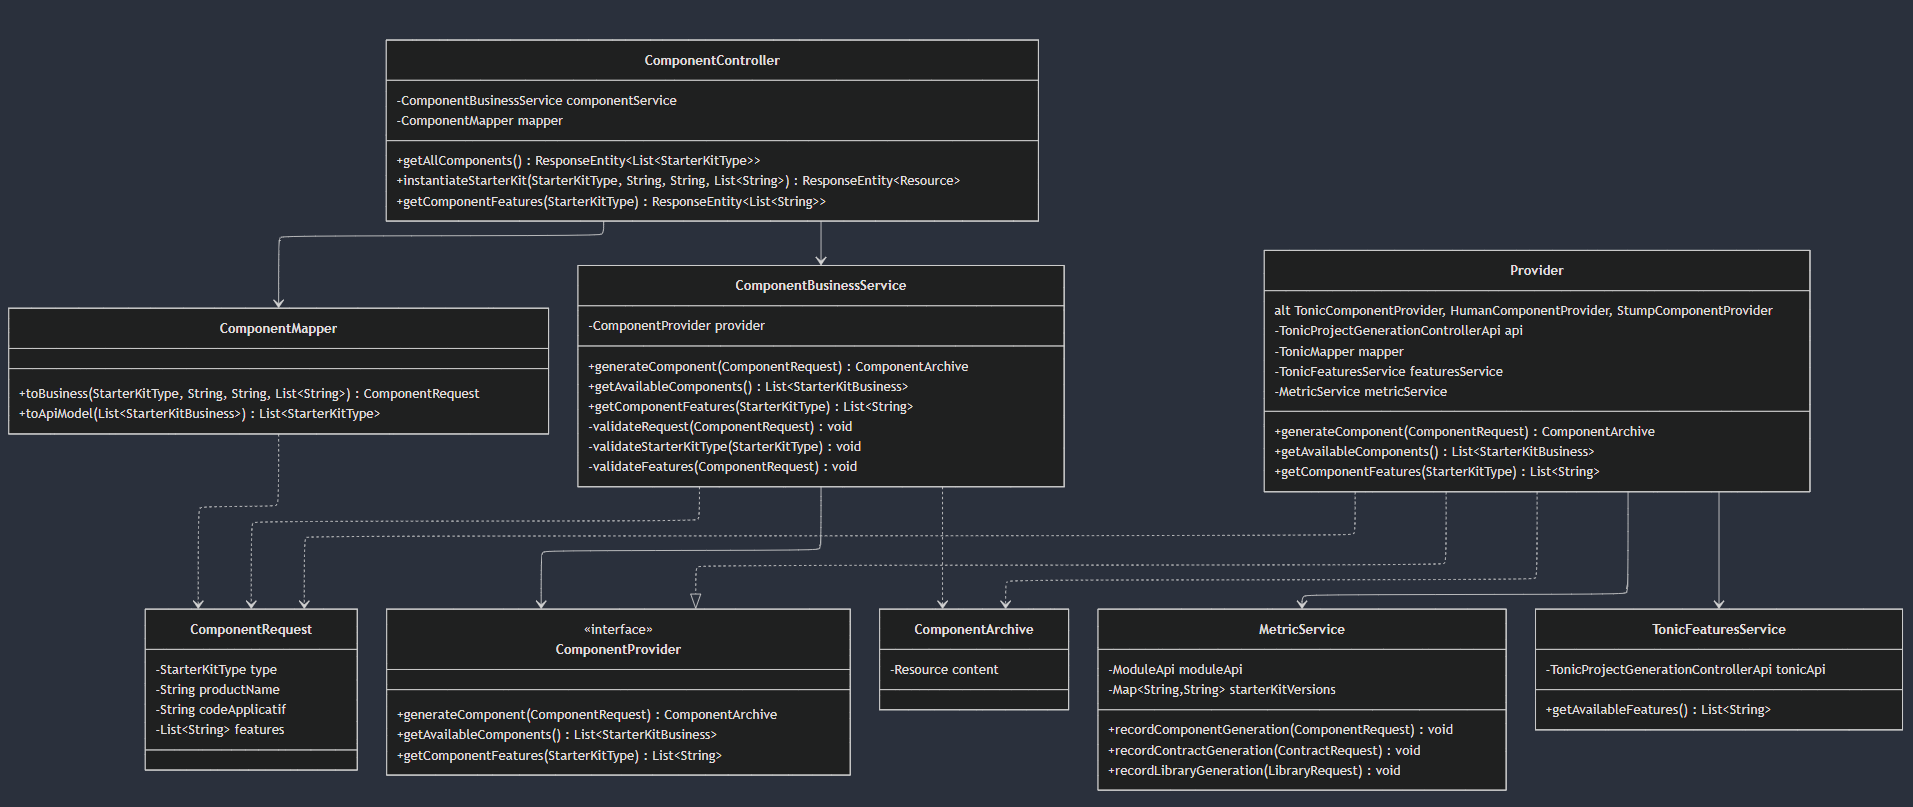 ComponentController
-ComponentBusinessService componentService
-ComponentMapper mapper
+getAllComponents() : ResponseEntity<List<StarterKitType>>
+instantiateStarterKit(StarterKitType, String, String, List<String>) : ResponseEntity<Resource>
+getComponentFeatures(StarterKitType) : ResponseEntity<List<String>>
ComponentMapper
+toBusiness(StarterKitType, String, String, List<String>) : ComponentRequest
+toApiModel(List<StarterKitBusiness>) : List<StarterKitType>
ComponentBusinessService
-ComponentProvider provider
+generateComponent(ComponentRequest) : ComponentArchive
+getAvailableComponents() : List<StarterKitBusiness>
+getComponentFeatures(StarterKitType) : List<String>
-validateRequest(ComponentRequest) : void
-validateStarterKitType(StarterKitType) : void
-validateFeatures(ComponentRequest) : void
Provider
alt TonicComponentProvider, HumanComponentProvider, StumpComponentProvider
-TonicProjectGenerationControllerApi api
-TonicMapper mapper
-TonicFeaturesService featuresService
-MetricService metricService
+generateComponent(ComponentRequest) : ComponentArchive
+getAvailableComponents() : List<StarterKitBusiness>
+getComponentFeatures(StarterKitType) : List<String>
ComponentRequest
-StarterKitType type
-String productName
-String codeApplicatif
-List<String> features
«interface»
ComponentProvider
+generateComponent(ComponentRequest) : ComponentArchive
+getAvailableComponents() : List<StarterKitBusiness>
+getComponentFeatures(StarterKitType) : List<String>
ComponentArchive
-Resource content
MetricService
-ModuleApi moduleApi
-Map<String,String> starterKitVersions
+recordComponentGeneration(ComponentRequest) : void
+recordContractGeneration(ContractRequest) : void
+recordLibraryGeneration(LibraryRequest) : void
TonicFeaturesService
-TonicProjectGenerationControllerApi tonicApi
+getAvailableFeatures() : List<String>